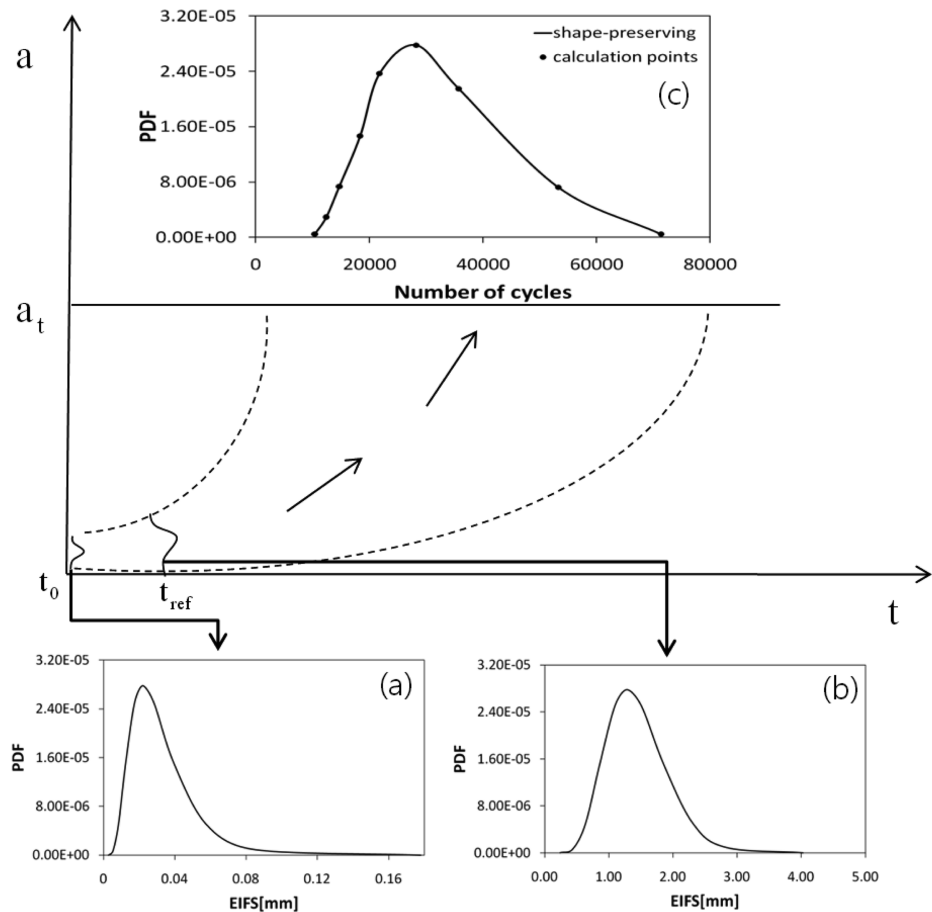 a
3.20E-05
2.40E-05
1.60E-05
8.00E-06
0.00E+00
PDF
shape-preserving
calculation points
(c)
0 20000 40000 60000 80000
Number of cycles
a t
t 0
t ref
t
3.20E-05
2.40E-05
1.60E-05
8.00E-06
0.00E+00
PDF
(a)
0 0.04 0.08 0.12 0.16
EIFS[mm]
3.20E-05
2.40E-05
1.60E-05
8.00E-06
0.00E+00
PDF
(b)
0.00 1.00 2.00 3.00 4.00 5.00
EIFS[mm]